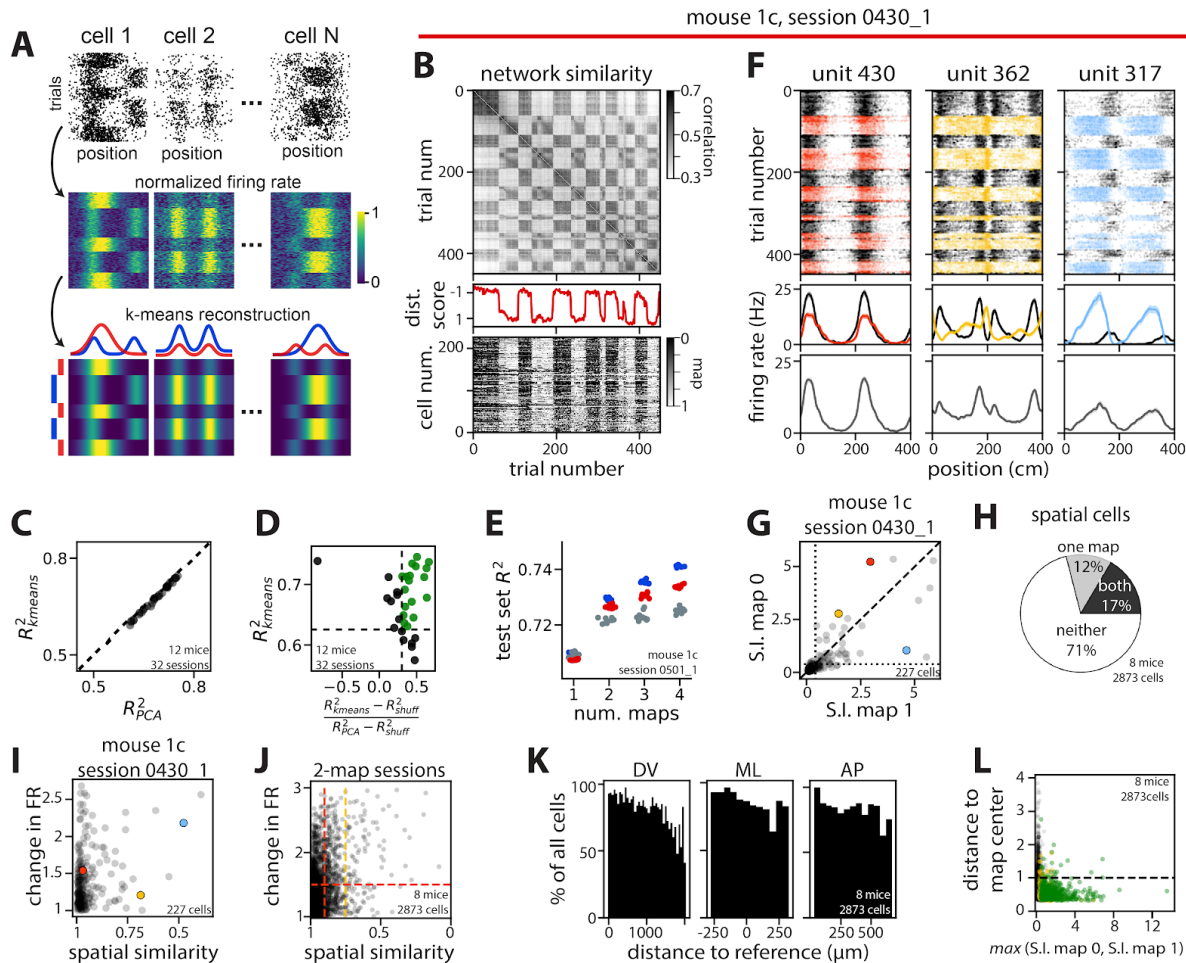 mouse 1c, session 0430_1
A
cell 1
cell 2
cell N
trials
...
position
position
position
normalized firing rate
...
1
0
k-means reconstruction
...
B
network similarity
0
200
400
trial num
0.7
0.5
0.3
correlation
dist.
score
-1
1
cell num.
200
0
0
1
map
0
100
200
300
400
trial number
F
unit 430
unit 362
unit 317
trial number
0
200
400
firing rate (Hz)
25
0
25
0
0
400
0
400
0
400
position (cm)
C
R²kmeans
0.8
0.5
0.5
0.8
R²PCA
12 mice
32 sessions
D
R²kmeans
0.7
0.6
12 mice
32 sessions
−0.5
0.0
0.5
R²kmeans − R²shuff
R²PCA − R²shuff
E
test set R²
0.74
0.72
mouse 1c
session 0501_1
1
2
3
4
num. maps
G
mouse 1c
session 0430_1
S.I. map 0
6
4
2
0
0
2
4
227 cells
S.I. map 1
H
spatial cells
one map
12%
both
17%
neither
71%
8 mice
2873 cells
I
mouse 1c
session 0430_1
change in FR
2.5
2
1.5
1
227 cells
1
0.75
0.5
spatial similarity
J
2-map sessions
change in FR
3
2
1
8 mice
2873 cells
1
0.5
0
spatial similarity
K
DV
ML
AP
% of all cells
100
50
0
0
1000
-250
0
250
0
500
distance to reference (μm)
L
distance to
map center
4
3
2
1
0
8 mice
2873cells
0
4
8
12
max (S.I. map 0, S.I. map 1)